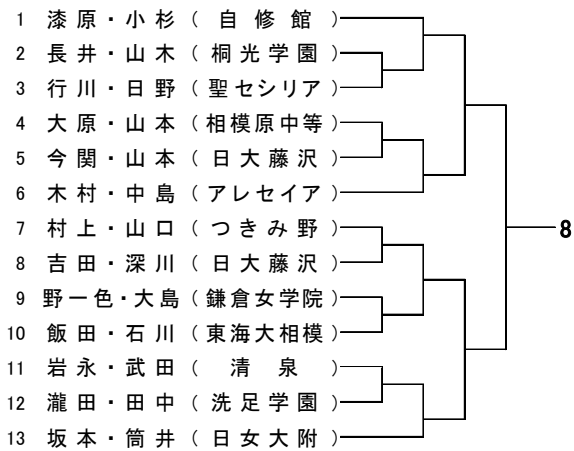 1 漆原・小杉（自修館）
2 長井・山木（桐光学園）
3 行川・日野（聖セシリア）
4 大原・山本（相模原中等）
5 今関・山本（日大藤沢）
6 木村・中島（アレセイア）
7 村上・山口（つきみ野）
8 吉田・深川（日大藤沢）
8
9 野一色・大島（鎌倉女学院）
10 飯田・石川（東海大相模）
11 岩永・武田（清泉）
12 瀧田・田中（洗足学園）
13 坂本・筒井（日女大附）